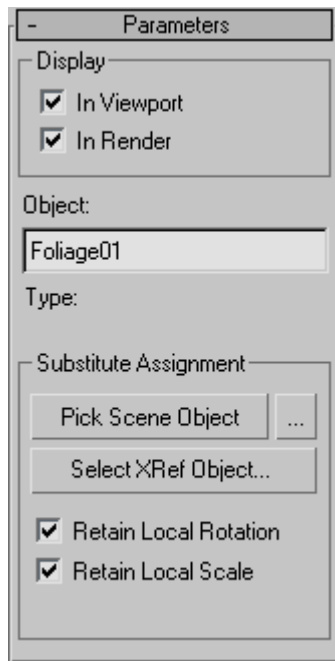 - Parameters
Display
In Viewport
In Render
Object:
Foliage01
Type:
Substitute Assignment
Pick Scene Object ...
Select XRef Object...
Retain Local Rotation
Retain Local Scale